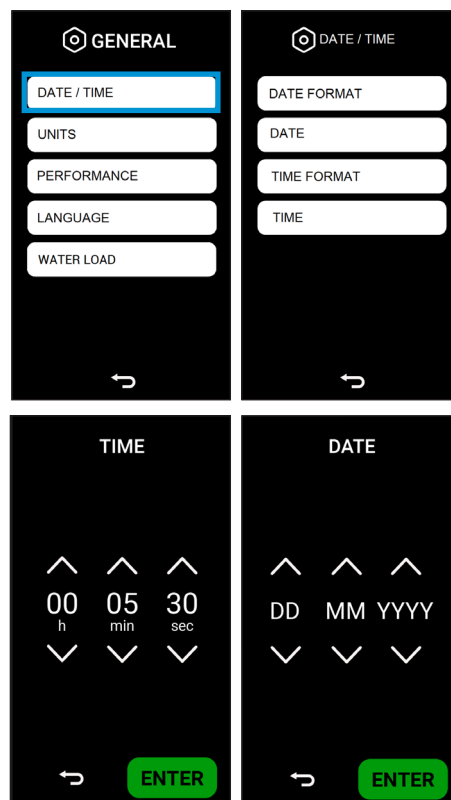 GENERAL
DATE / TIME
UNITS
PERFORMANCE
LANGUAGE
WATER LOAD
DATE / TIME
DATE FORMAT
DATE
TIME FORMAT
TIME
TIME
00 05 30
h min sec
ENTER
DATE
DD MM YYYY
ENTER